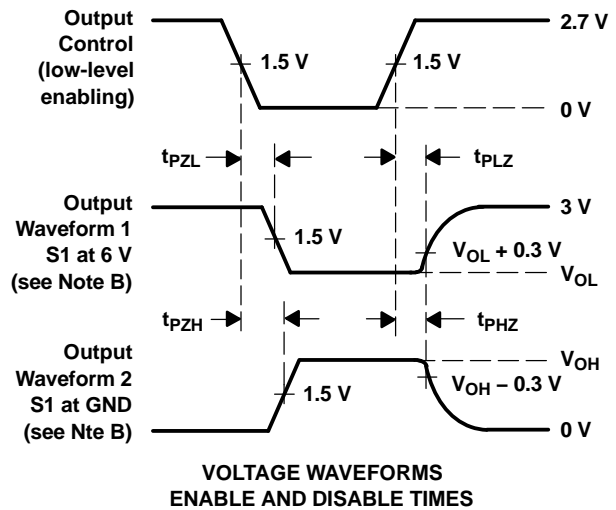 Output
Control
(low-level
enabling)
1.5 V
1.5 V
2.7 V
0 V
tPZL
tPLZ
Output
Waveform 1
S1 at 6 V
(see Note B)
1.5 V
3 V
VOL + 0.3 V
VOL
tPZH
tPHZ
Output
Waveform 2
S1 at GND
(see Nte B)
1.5 V
VOH
VOH − 0.3 V
0 V
VOLTAGE WAVEFORMS
ENABLE AND DISABLE TIMES